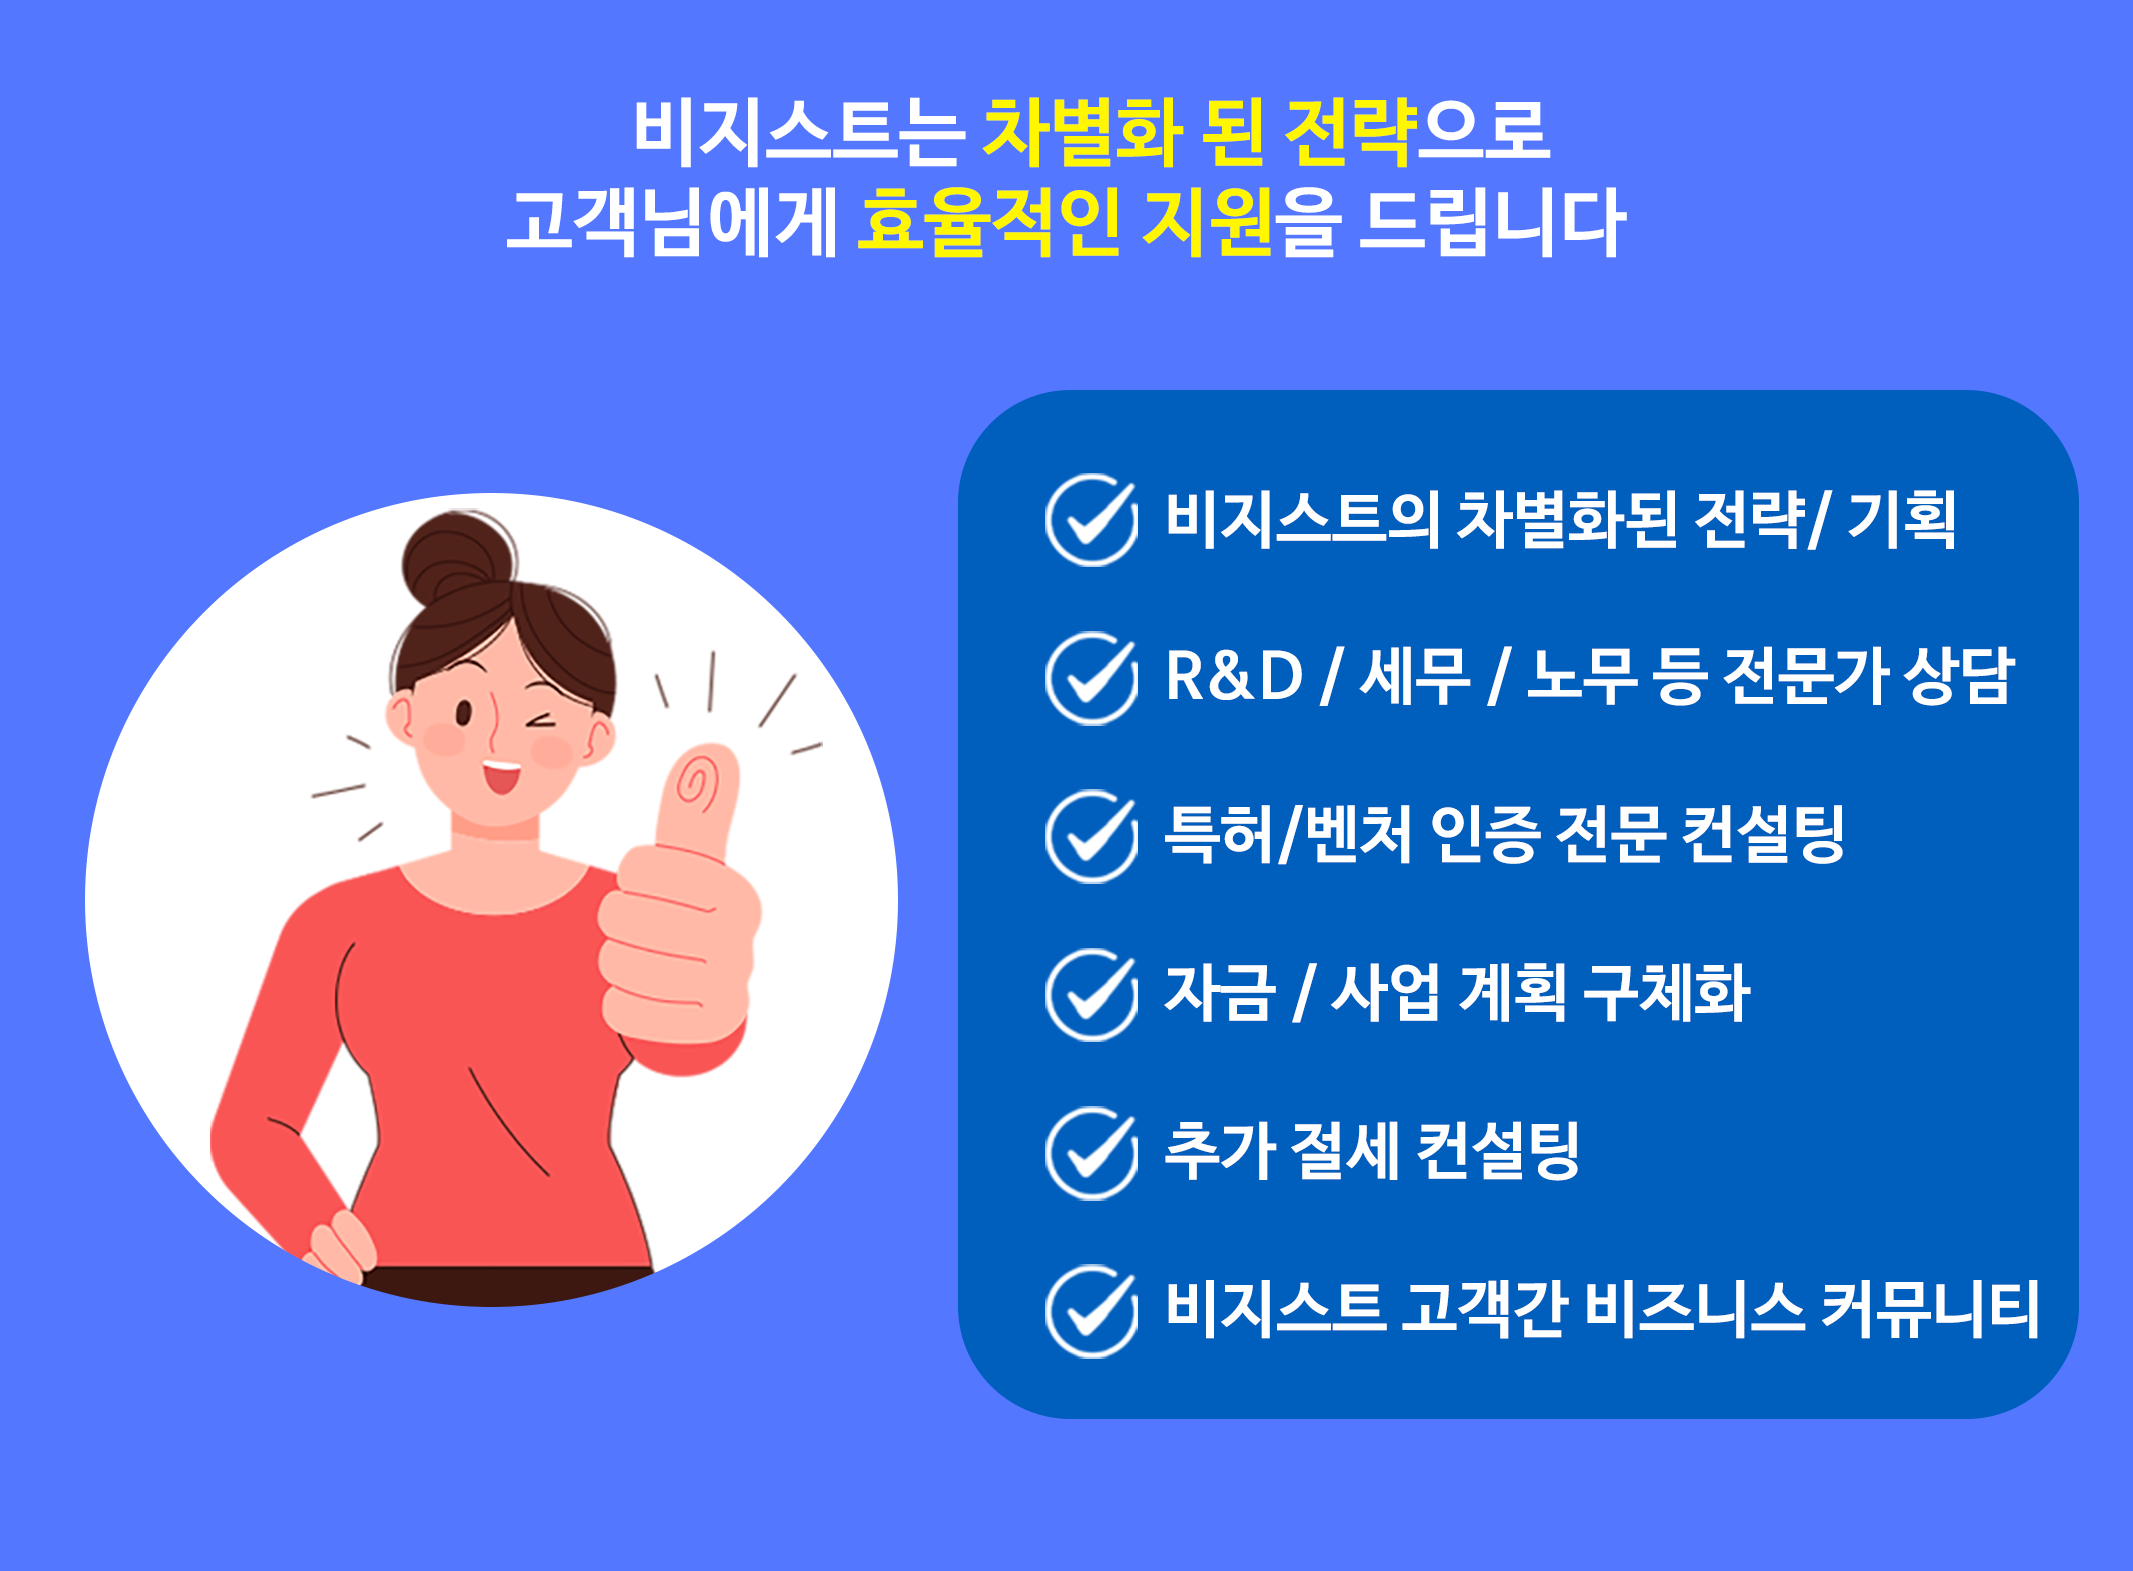 비지스트는 차별화 된 전략으로
고객님에게 효율적인 지원을 드립니다
비지스트의 차별화된 전략/ 기획
R&D / 세무 / 노무 등 전문가 상담
특허/벤처 인증 전문 컨설팅
자금 / 사업 계획 구체화
추가 절세 컨설팅
비지스트 고객간 비즈니스 커뮤니티